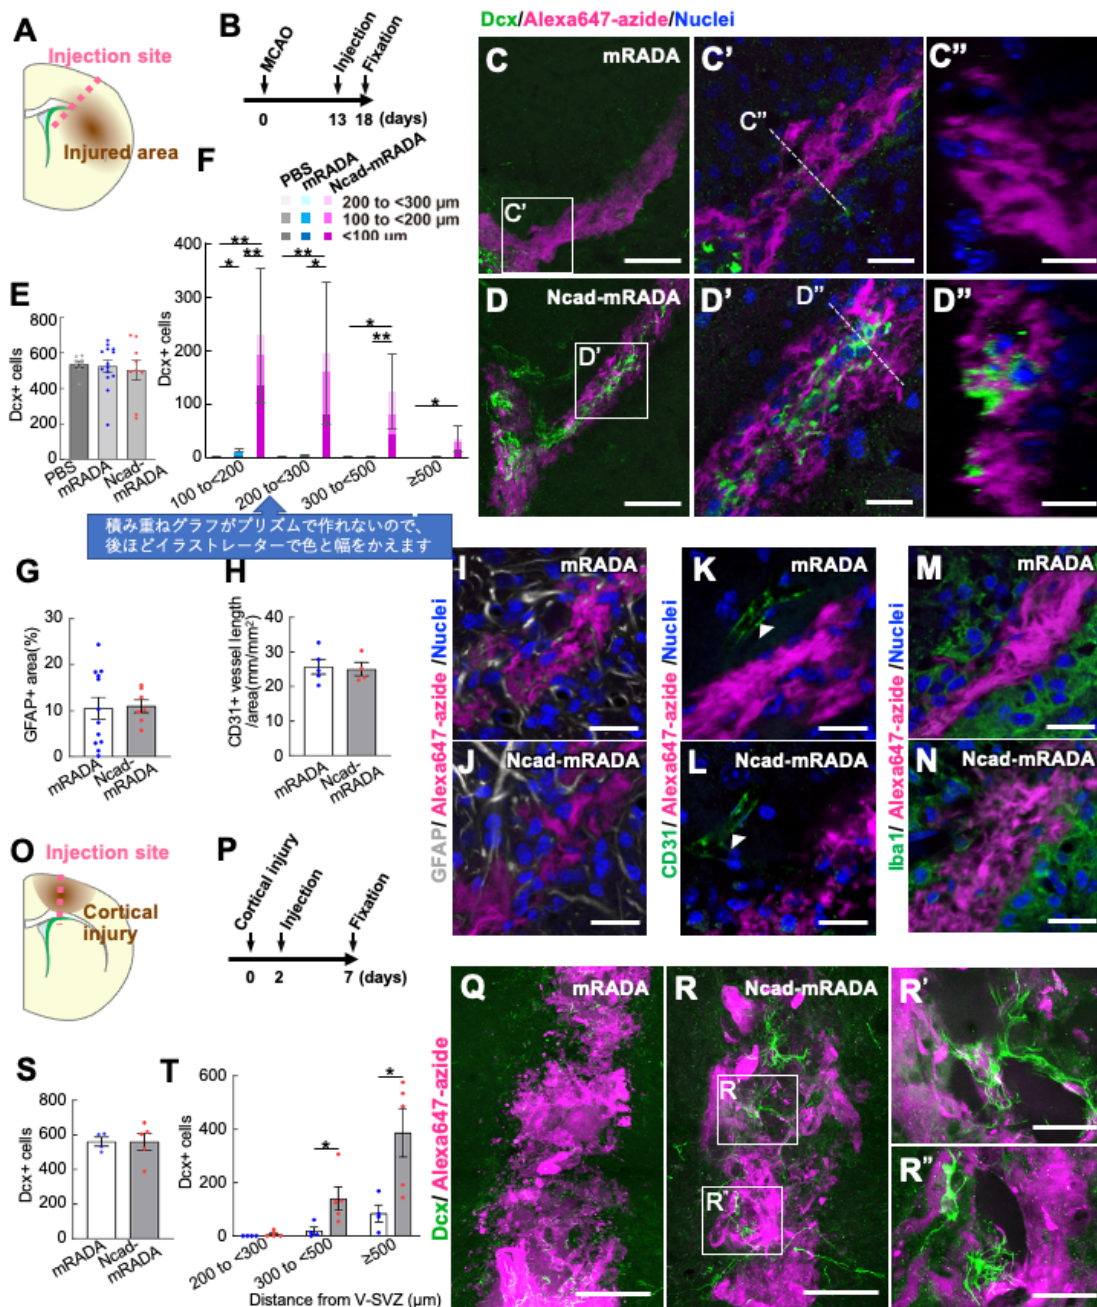 A
Injection site
Injured area
B
MCAO
Injection
Fixation
0
13
18
(days)
Dcx/Alexa647-azide/Nuclei
C
mRADA
C'
C"
C'
C"
D
Ncad-mRADA
D'
D"
D'
D"
E
Dcx+ cells
800
600
400
200
0
PBS
mRADA
Ncad-
mRADA
F
PBS
mRADA
Ncad-mRADA
200 to <300 μm
100 to <200 μm
<100 μm
Dcx+ cells
400
300
200
100
0
**
**
*
**
*
*
**
*
100 to<200
200 to<300
300 to<500
≥500
積み重ねグラフがプリズムで作れないので、
後ほどイラストレーターで色と幅をかえます
G
GFAP+ area(%)
30
20
10
0
mRADA
Ncad-
mRADA
H
CD31+ vessel length
/area(mm/mm²)
40
30
20
10
0
mRADA
Ncad-
mRADA
GFAP/ Alexa647-azide /Nuclei
I
mRADA
J
Ncad-mRADA
CD31/ Alexa647-azide /Nuclei
K
mRADA
L
Ncad-mRADA
Iba1/ Alexa647-azide /Nuclei
M
mRADA
N
Ncad-mRADA
O
Injection site
Cortical
injury
P
Cortical injury
Injection
Fixation
0
2
7
(days)
Dcx/ Alexa647-azide
Q
mRADA
R
Ncad-mRADA
R'
R"
R'
R"
S
Dcx+ cells
800
600
400
200
0
mRADA
Ncad-
mRADA
T
Dcx+ cells
600
400
200
0
*
*
200 to <300
300 to <500
≥500
Distance from V-SVZ (μm)